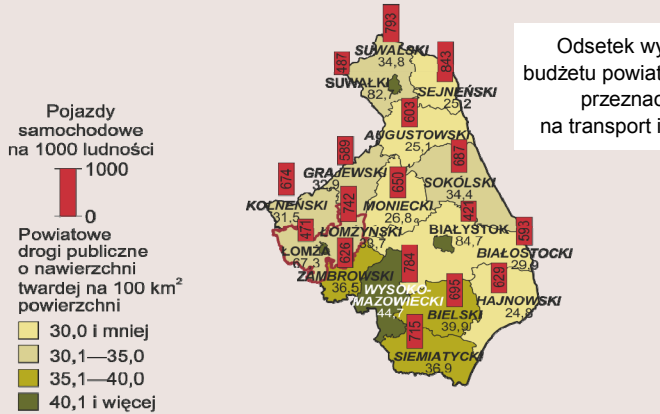 Odsetek wy
budżetu powiat
przeznac
na transport i
Pojazdy
samochodowe
na 1000 ludności
1000
0
Powiatowe
drogi publiczne
o nawierzchni
twardej na 100 km²
powierzchni
30,0 i mniej
30,1—35,0
35,1—40,0
40,1 i więcej
793
SUWALSKI
34,8
487
SUWAŁKI
82,7
843
SEJNEŃSKI
25,2
603
AUGUSTOWSKI
25,1
589
GRAJEWSKI
32,9
687
SOKÓLSKI
34,4
674
KOLNEŃSKI
31,5
650
MONIECKI
26,8
742
ŁOMŻYŃSKI
33,7
471
ŁOMŻA
67,3
421
BIAŁYSTOK
84,7
593
BIAŁOSTOCKI
29,9
626
ZAMBROWSKI
36,5
784
WYSOKO-
MAZOWIECKI
44,7
695
BIELSKI
39,9
629
HAJNOWSKI
24,8
715
SIEMIATYCKI
36,9